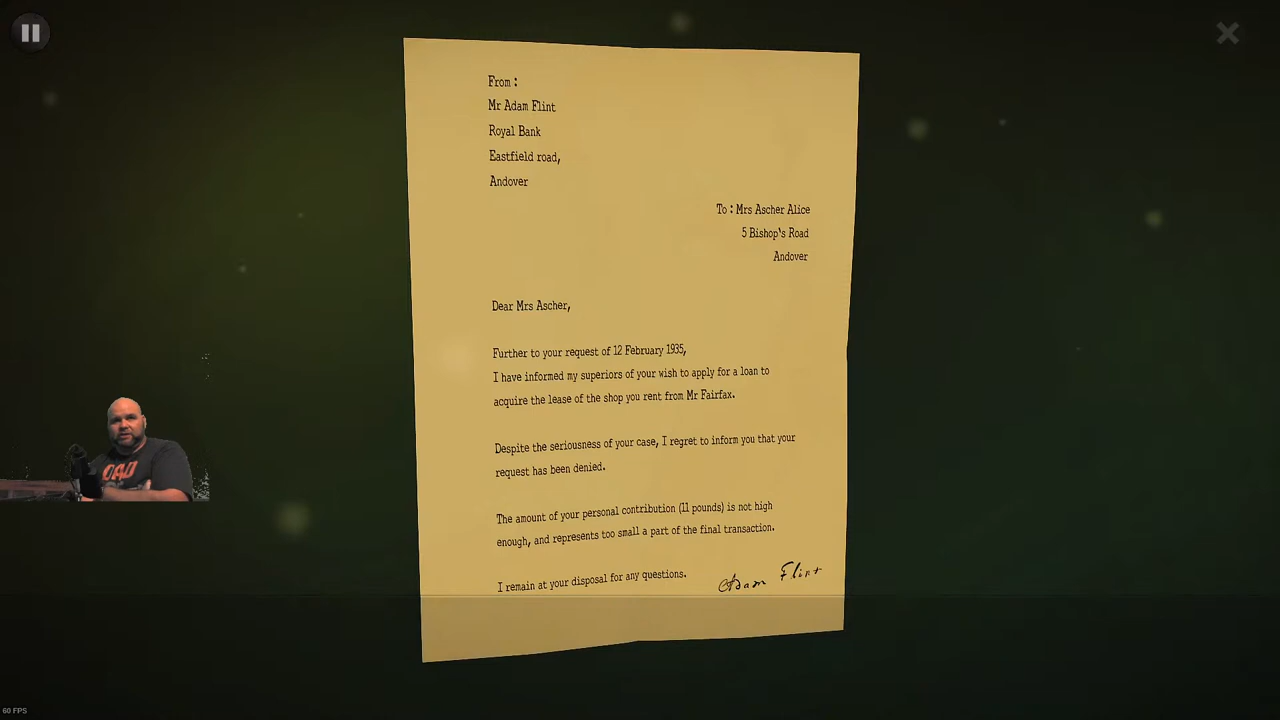 From :
Mr Adam Flint
Royal Bank
Eastfield road,
Andover
To : Mrs Ascher Alice
5 Bishop's Road
Andover
Dear Mrs Ascher,
Further to your request of 12 February 1935,
I have informed my superiors of your wish to apply for a loan to
acquire the lease of the shop you rent from Mr Fairfax.
Despite the seriousness of your case, I regret to inform you that your
request has been denied.
The amount of your personal contribution (11 pounds) is not high
enough, and represents too small a part of the final transaction.
I remain at your disposal for any questions.
Adam Flint
60 FPS